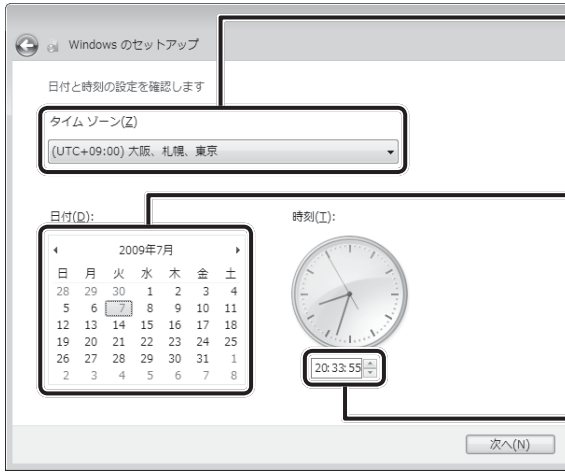 Windows のセットアップ
日付と時刻の設定を確認します
タイム ゾーン(Z)
(UTC+09:00) 大阪、札幌、東京
日付(D):
時刻(T):
2009年7月
日 月 火 水 木 金 土
28 29 30 1 2 3 4
5 6 7 8 9 10 11
12 13 14 15 16 17 18
19 20 21 22 23 24 25
26 27 28 29 30 31 1
2 3 4 5 6 7 8
20:33:55
次へ(N)